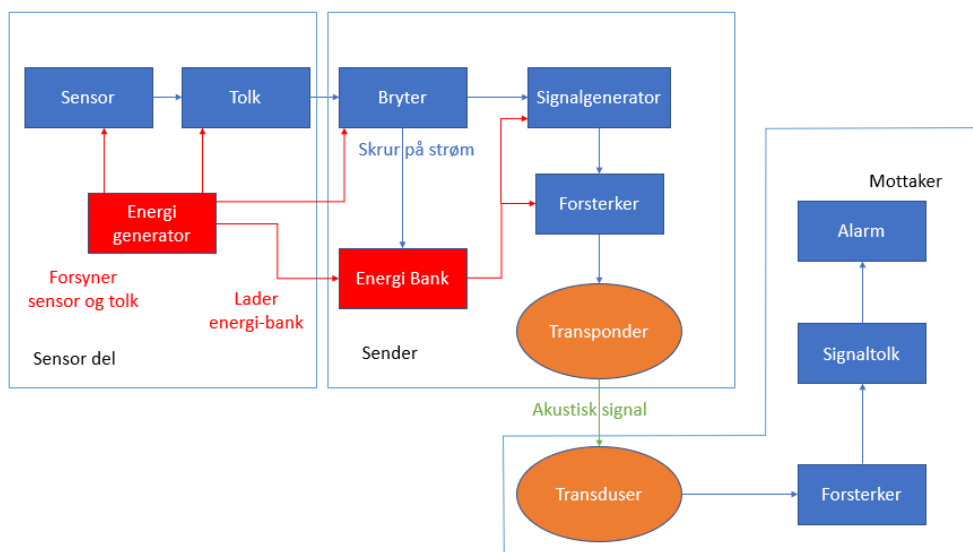 Sensor
Tolk
Bryter
Signalgenerator
Skrur på strøm
Energi
generator
Forsterker
Forsyner
sensor og tolk
Lader
energi-bank
Energi Bank
Transponder
Sensor del
Sender
Akustisk signal
Mottaker
Alarm
Signaltolk
Transduser
Forsterker